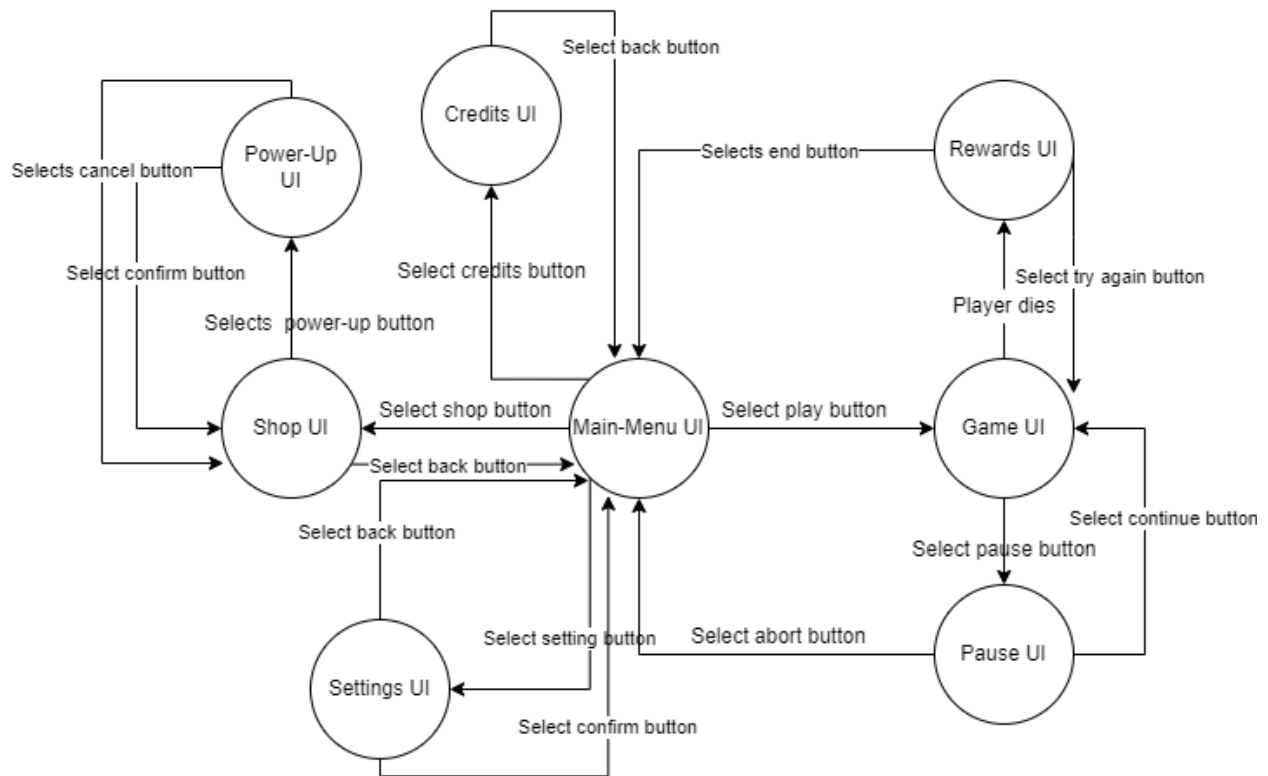 Select back button
Credits UI
Power-Up
UI
Selects cancel button
Selects end button
Rewards UI
Select confirm button
Select credits button
Select try again button
Player dies
Selects  power-up button
Select shop button
Select play button
Shop UI
Main-Menu UI
Game UI
Select back button
Select back button
Select continue button
Select pause button
Select setting button
Select abort button
Pause UI
Settings UI
Select confirm button